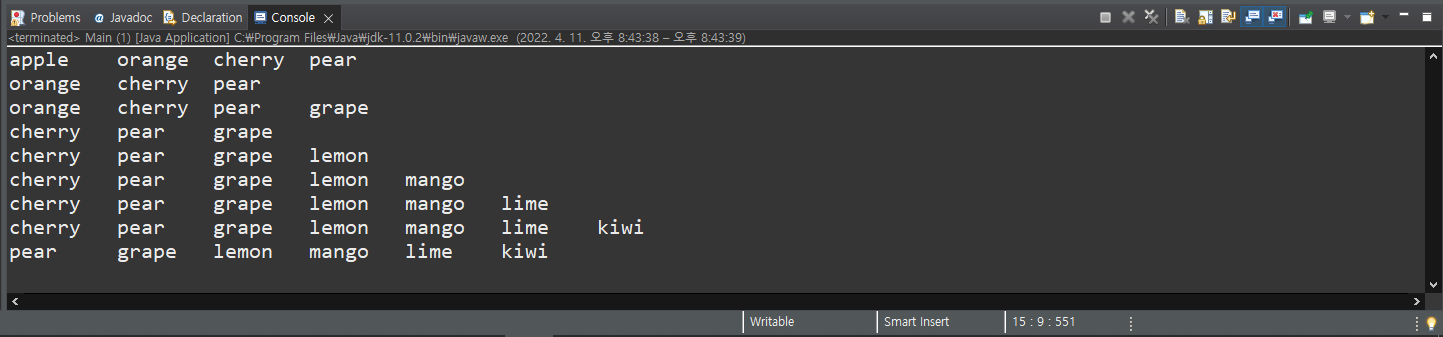 Problems Javadoc Declaration Console
<terminated> Main (1) [Java Application] C:₩Program Files₩Java₩jdk-11.0.2₩bin₩javaw.exe (2022. 4. 11. 오후 8:43:38 – 오후 8:43:39)
apple orange cherry pear
orange cherry pear
orange cherry pear grape
cherry pear grape
cherry pear grape lemon
cherry pear grape lemon mango
cherry pear grape lemon mango lime
cherry pear grape lemon mango lime kiwi
pear grape lemon mango lime kiwi
Writable Smart Insert 15 : 9 : 551